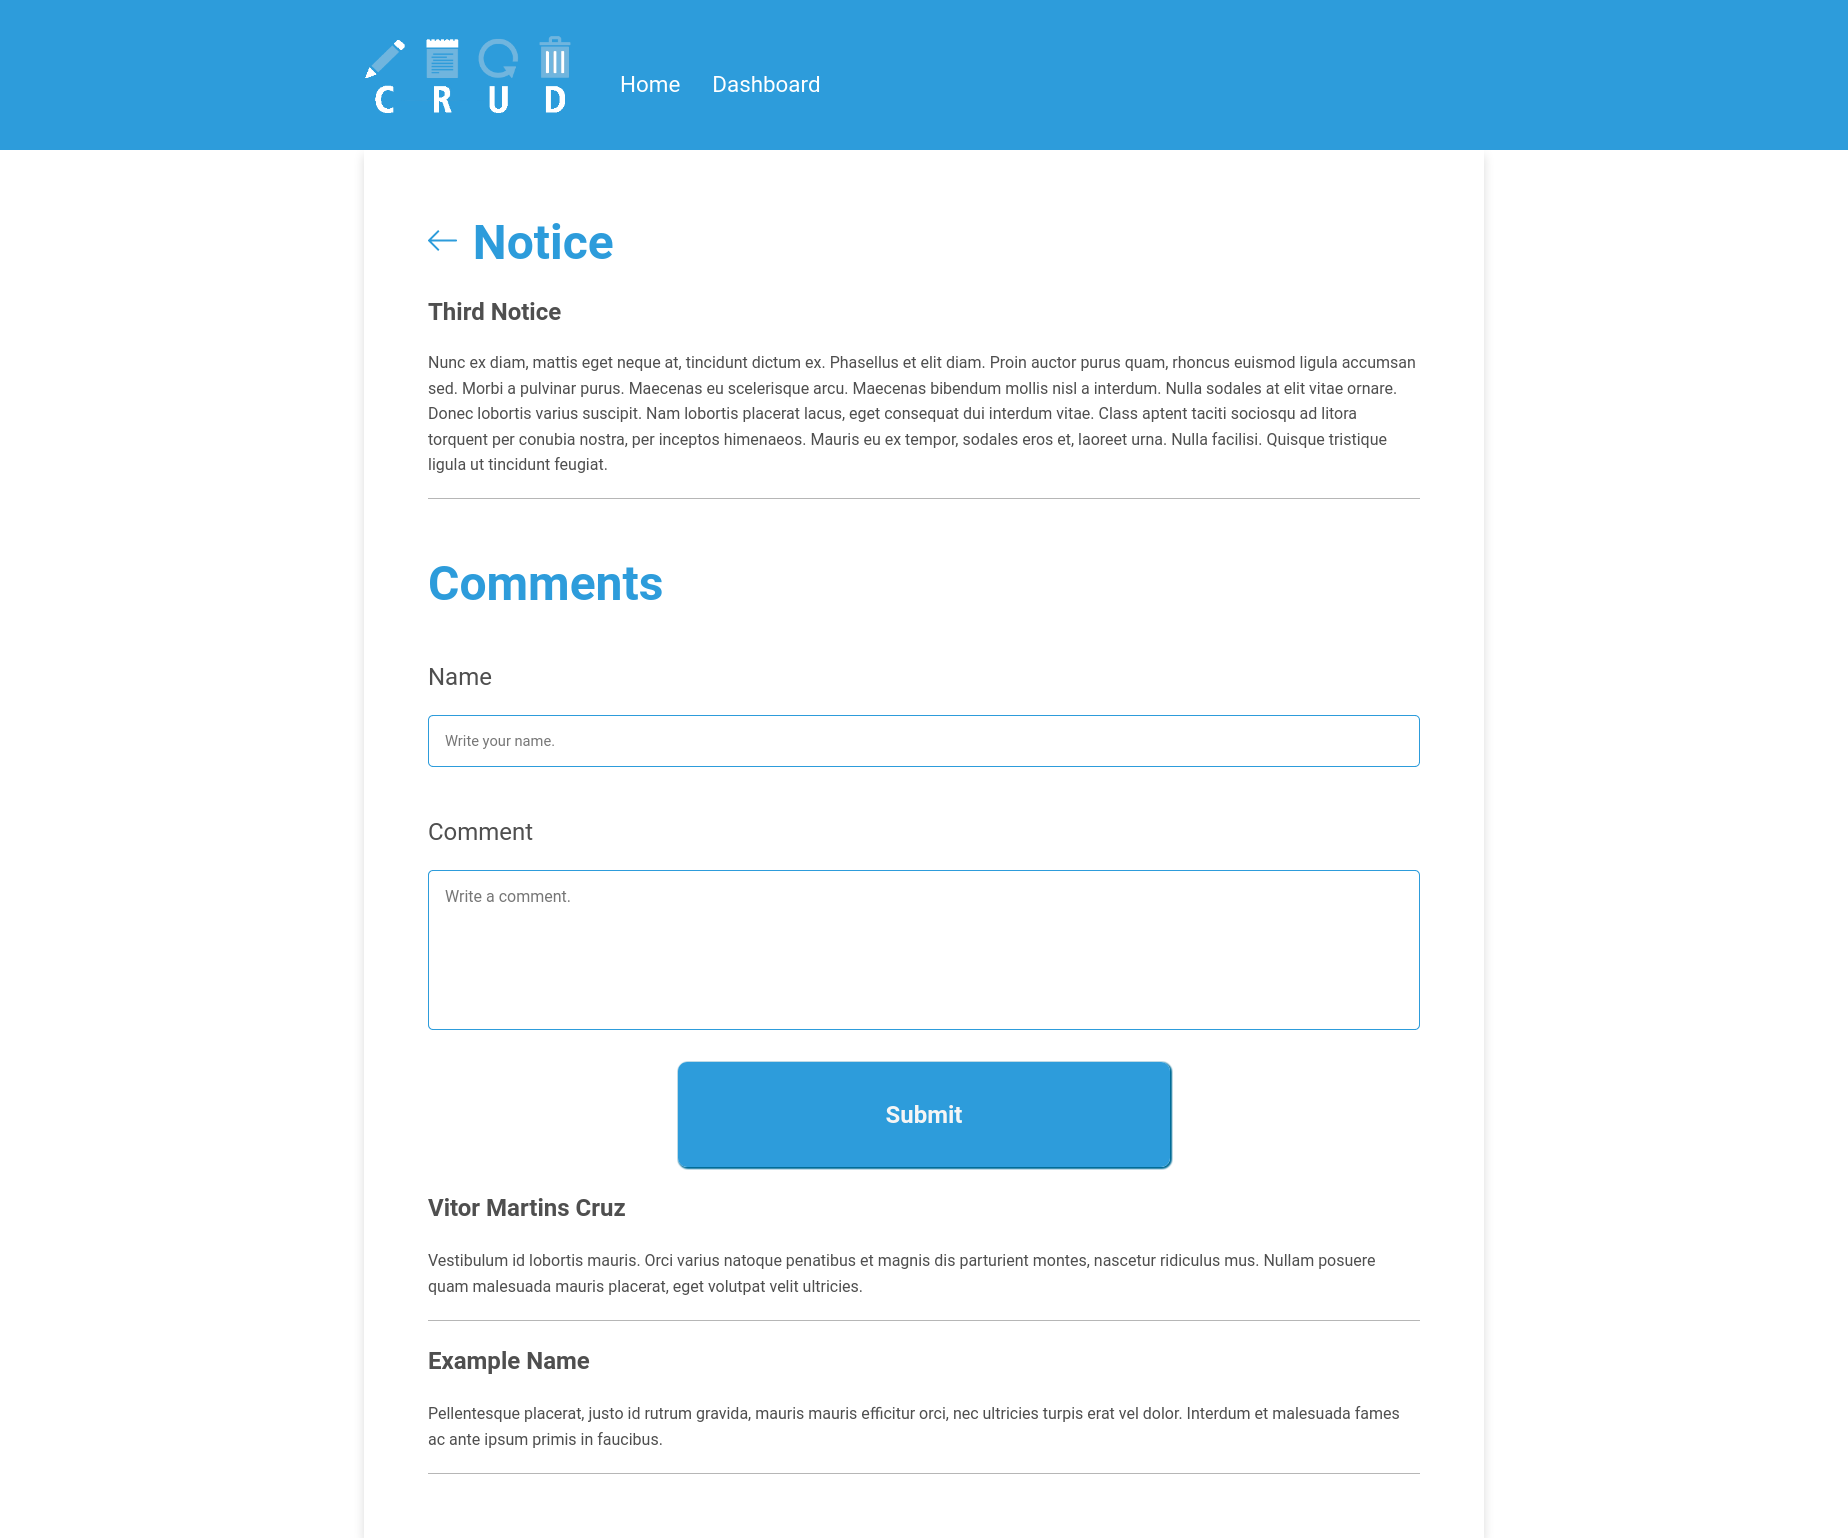 C R U D
Home Dashboard
Notice
Third Notice
Nunc ex diam, mattis eget neque at, tincidunt dictum ex. Phasellus et elit diam. Proin auctor purus quam, rhoncus euismod ligula accumsan
sed. Morbi a pulvinar purus. Maecenas eu scelerisque arcu. Maecenas bibendum mollis nisl a interdum. Nulla sodales at elit vitae ornare.
Donec lobortis varius suscipit. Nam lobortis placerat lacus, eget consequat dui interdum vitae. Class aptent taciti sociosqu ad litora
torquent per conubia nostra, per inceptos himenaeos. Mauris eu ex tempor, sodales eros et, laoreet urna. Nulla facilisi. Quisque tristique
ligula ut tincidunt feugiat.
Comments
Name
Write your name.
Comment
Write a comment.
Submit
Vitor Martins Cruz
Vestibulum id lobortis mauris. Orci varius natoque penatibus et magnis dis parturient montes, nascetur ridiculus mus. Nullam posuere
quam malesuada mauris placerat, eget volutpat velit ultricies.
Example Name
Pellentesque placerat, justo id rutrum gravida, mauris mauris efficitur orci, nec ultricies turpis erat vel dolor. Interdum et malesuada fames
ac ante ipsum primis in faucibus.